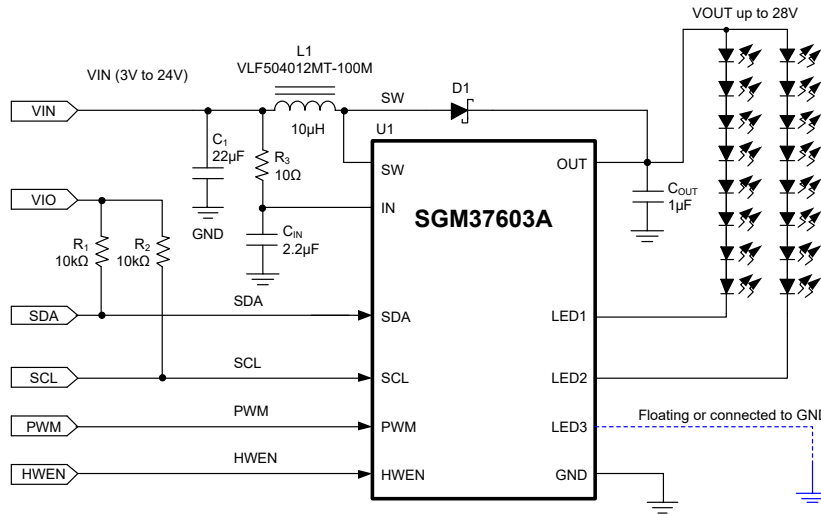 VOUT up to 28V
L1
VLF504012MT-100M
VIN (3V to 24V)
D1
SW
VIN
10µH
U1
C1
22µF
R3
10Ω
SW
OUT
VIO
IN
COUT
1µF
GND
SGM37603A
CIN
2.2µF
R1
10kΩ
R2
10kΩ
SDA
SDA
SDA
LED1
SCL
SCL
SCL
LED2
PWM
PWM
PWM
LED3
Floating or connected to GND
HWEN
HWEN
HWEN
GND